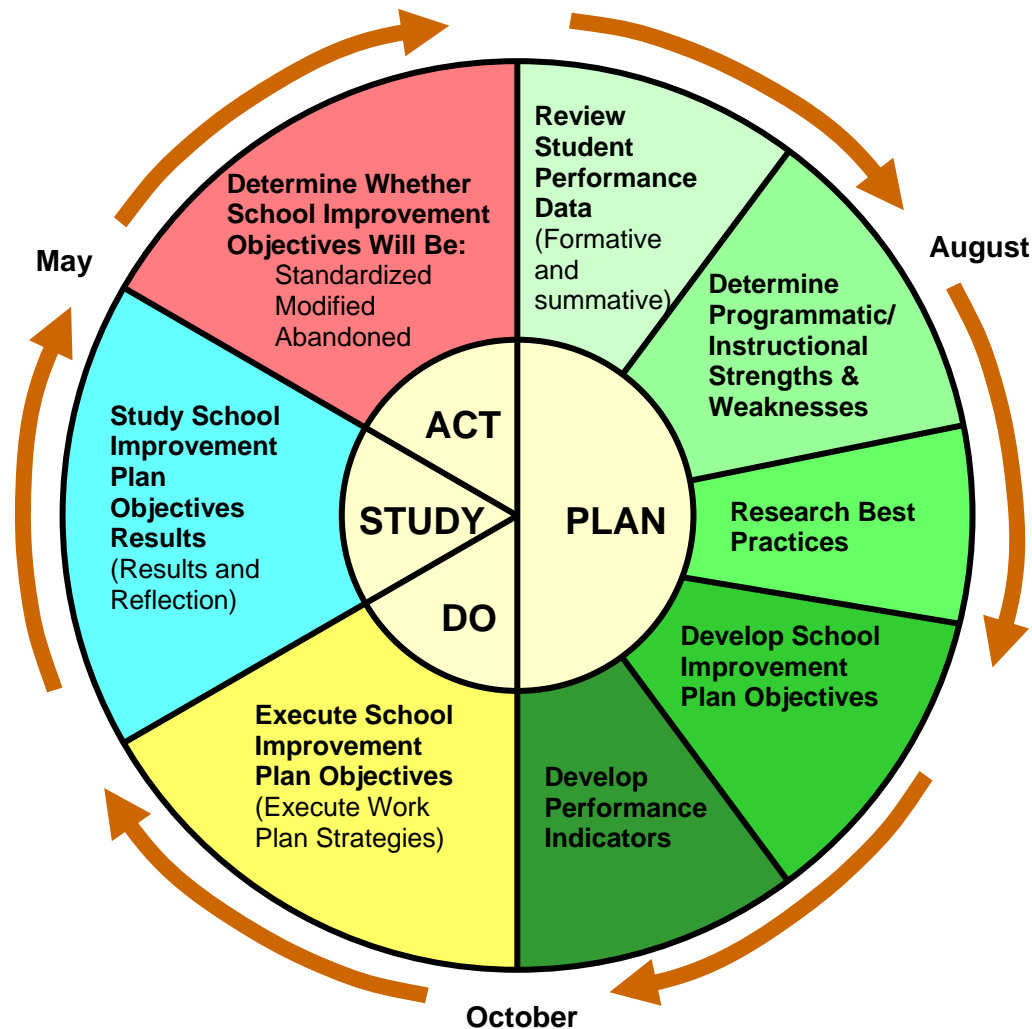 Review
Student
Performance
Data
(Formative
and
summative)
August
Determine
Programmatic/
Instructional
Strengths &
Weaknesses
Research Best
Practices
Develop School
Improvement
Plan Objectives
Develop
Performance
Indicators
October
Execute School
Improvement
Plan Objectives
(Execute Work
Plan Strategies)
Study School
Improvement
Plan
Objectives
Results
(Results and
Reflection)
May
Determine Whether
School Improvement
Objectives Will Be:
Standardized
Modified
Abandoned
PLAN
DO
STUDY
ACT